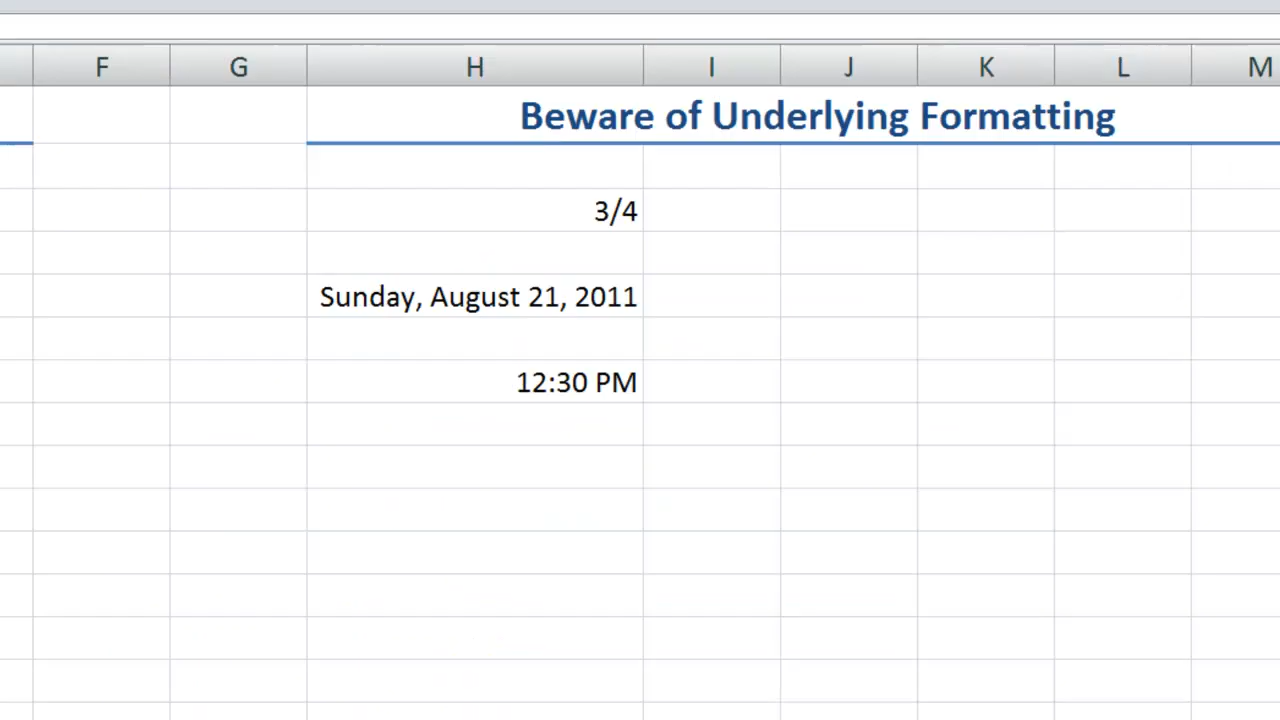 F G H I J K L M
Beware of Underlying Formatting
3/4
Sunday, August 21, 2011
12:30 PM